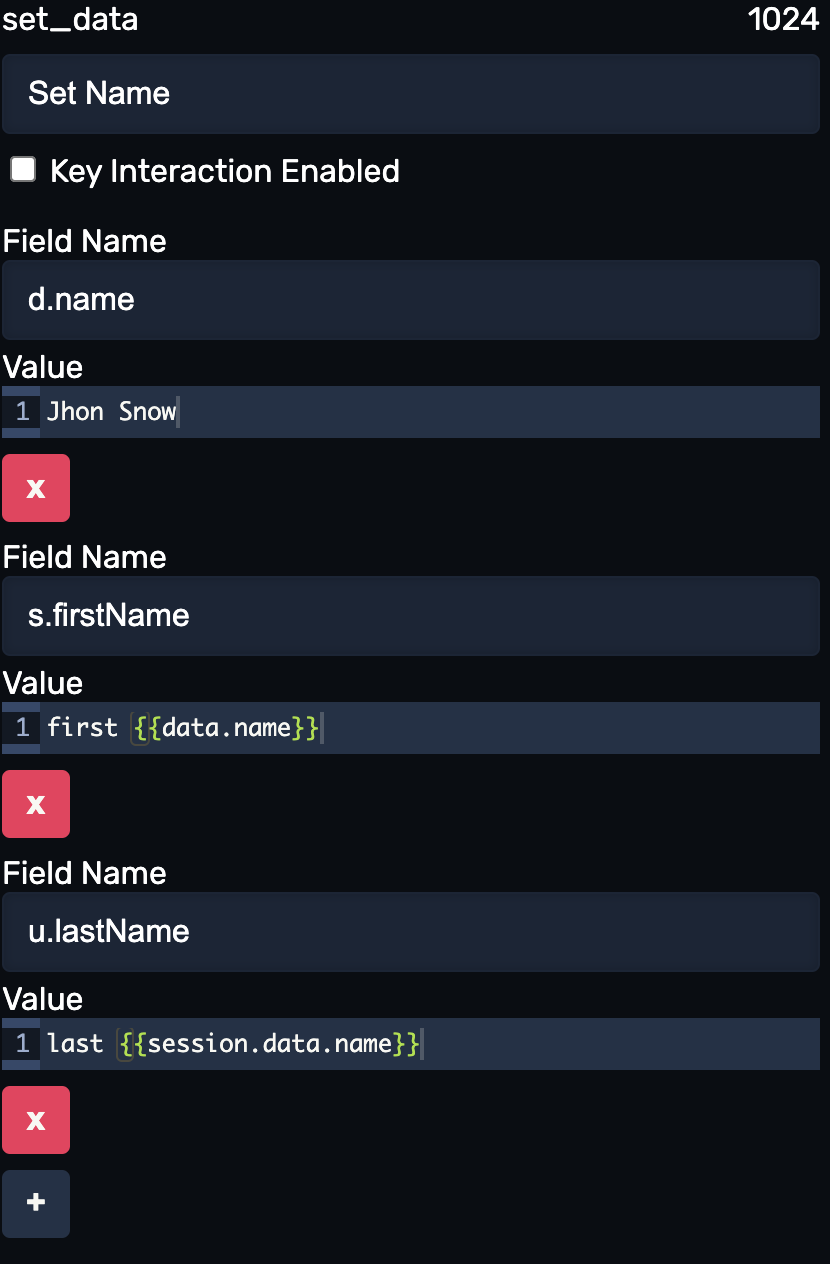 set_data 1024
Set Name
Key Interaction Enabled
Field Name
d.name
Value
1 Jhon Snow
x
Field Name
s.firstName
Value
1 first {{data.name}}
x
Field Name
u.lastName
Value
1 last {{session.data.name}}
x
+